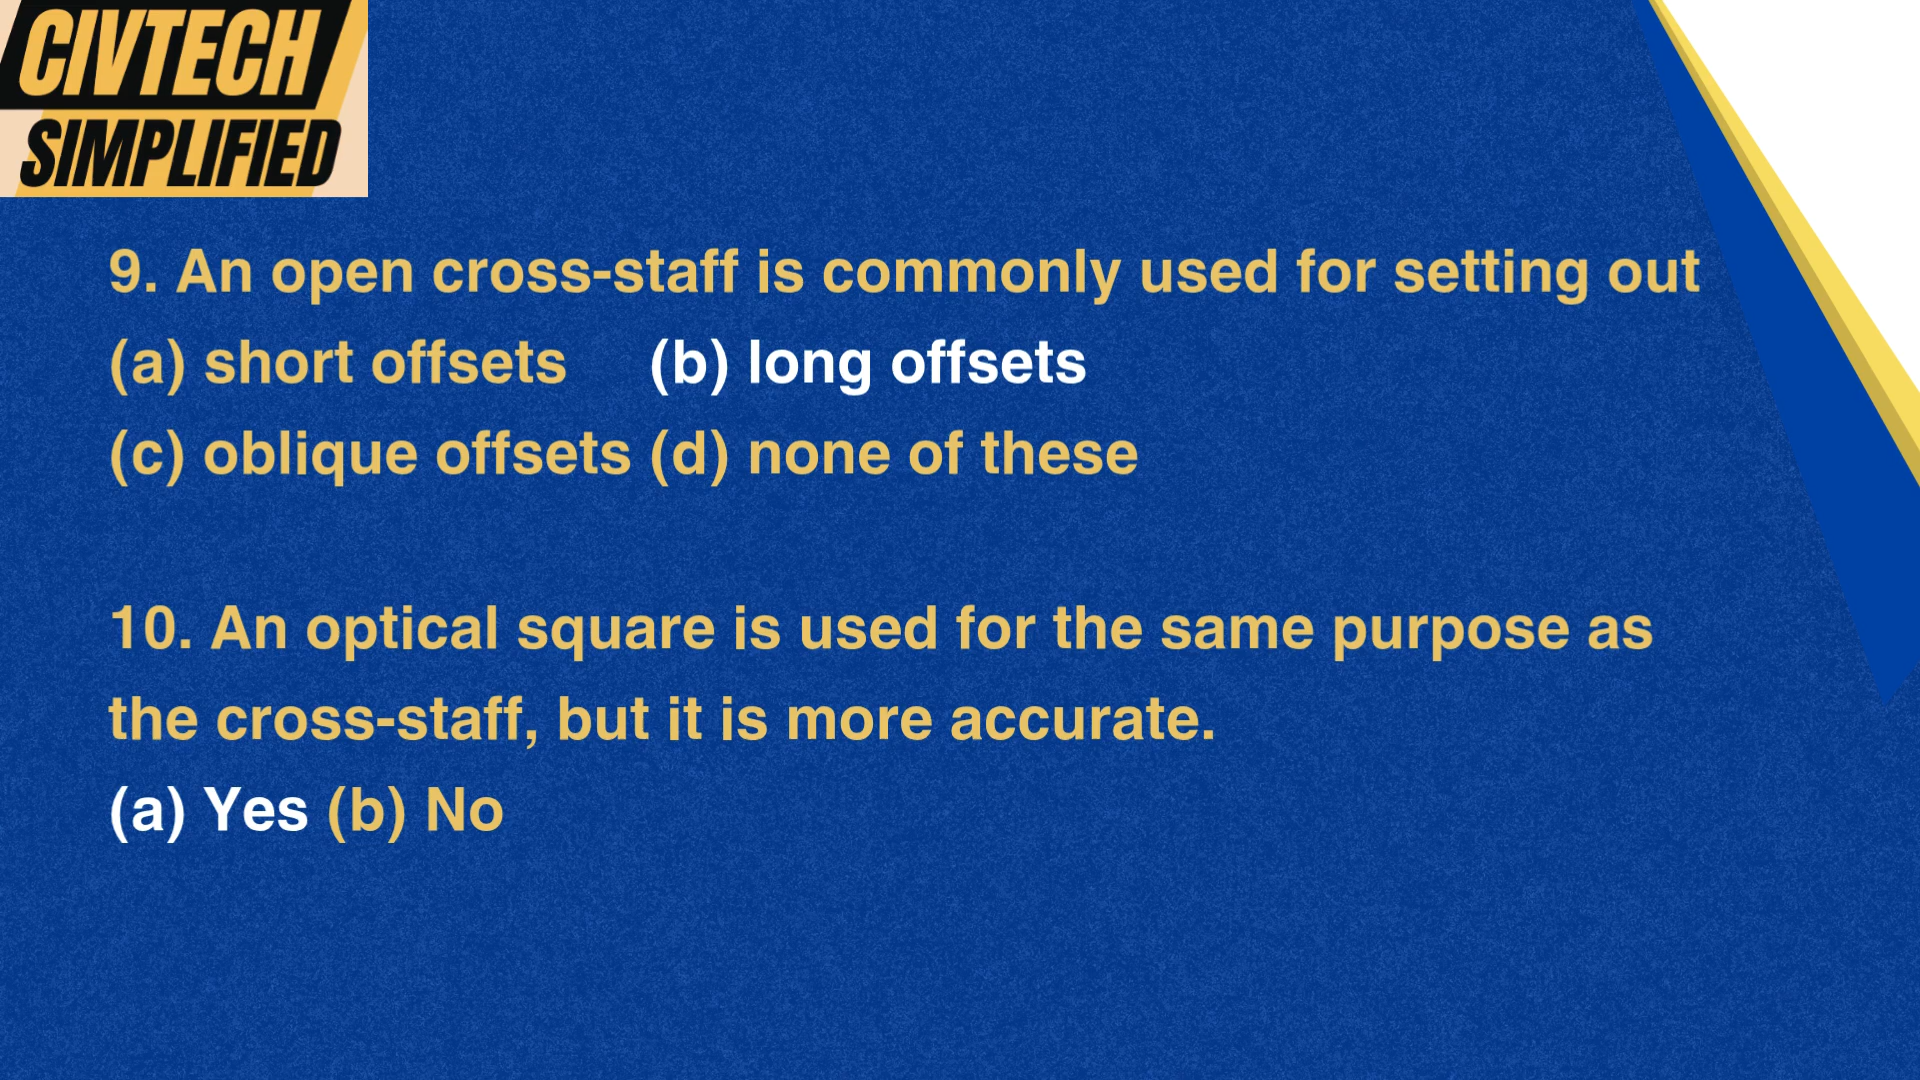 CIVTECH
SIMPLIFIED
9. An open cross-staff is commonly used for setting out
(a) short offsets (b) long offsets
(c) oblique offsets (d) none of these
10. An optical square is used for the same purpose as
the cross-staff, but it is more accurate.
(a) Yes (b) No